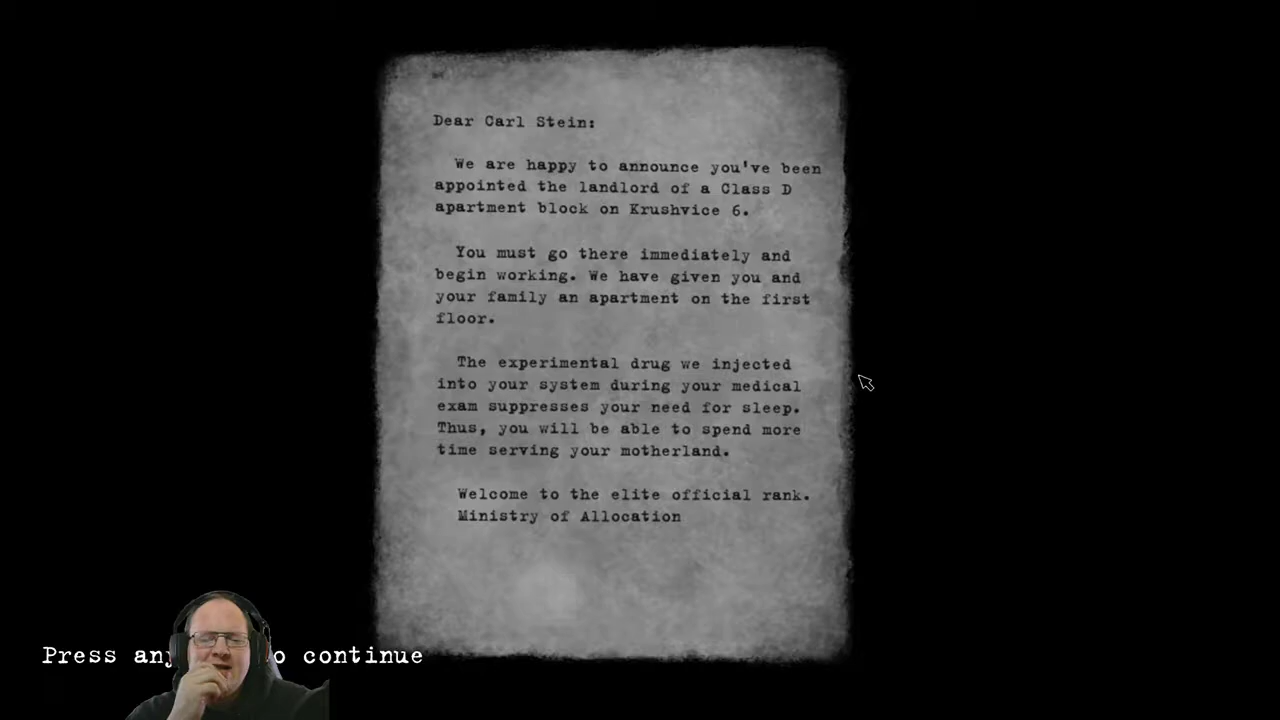 Dear Carl Stein:
We are happy to announce you've been
appointed the landlord of a Class D
apartment block on Krushvice 6.
You must go there immediately and
begin working. We have given you and
your family an apartment on the first
floor.
The experimental drug we injected
into your system during your medical
exam suppresses your need for sleep.
Thus, you will be able to spend more
time serving your motherland.
Welcome to the elite official rank.
Ministry of Allocation
Press continue